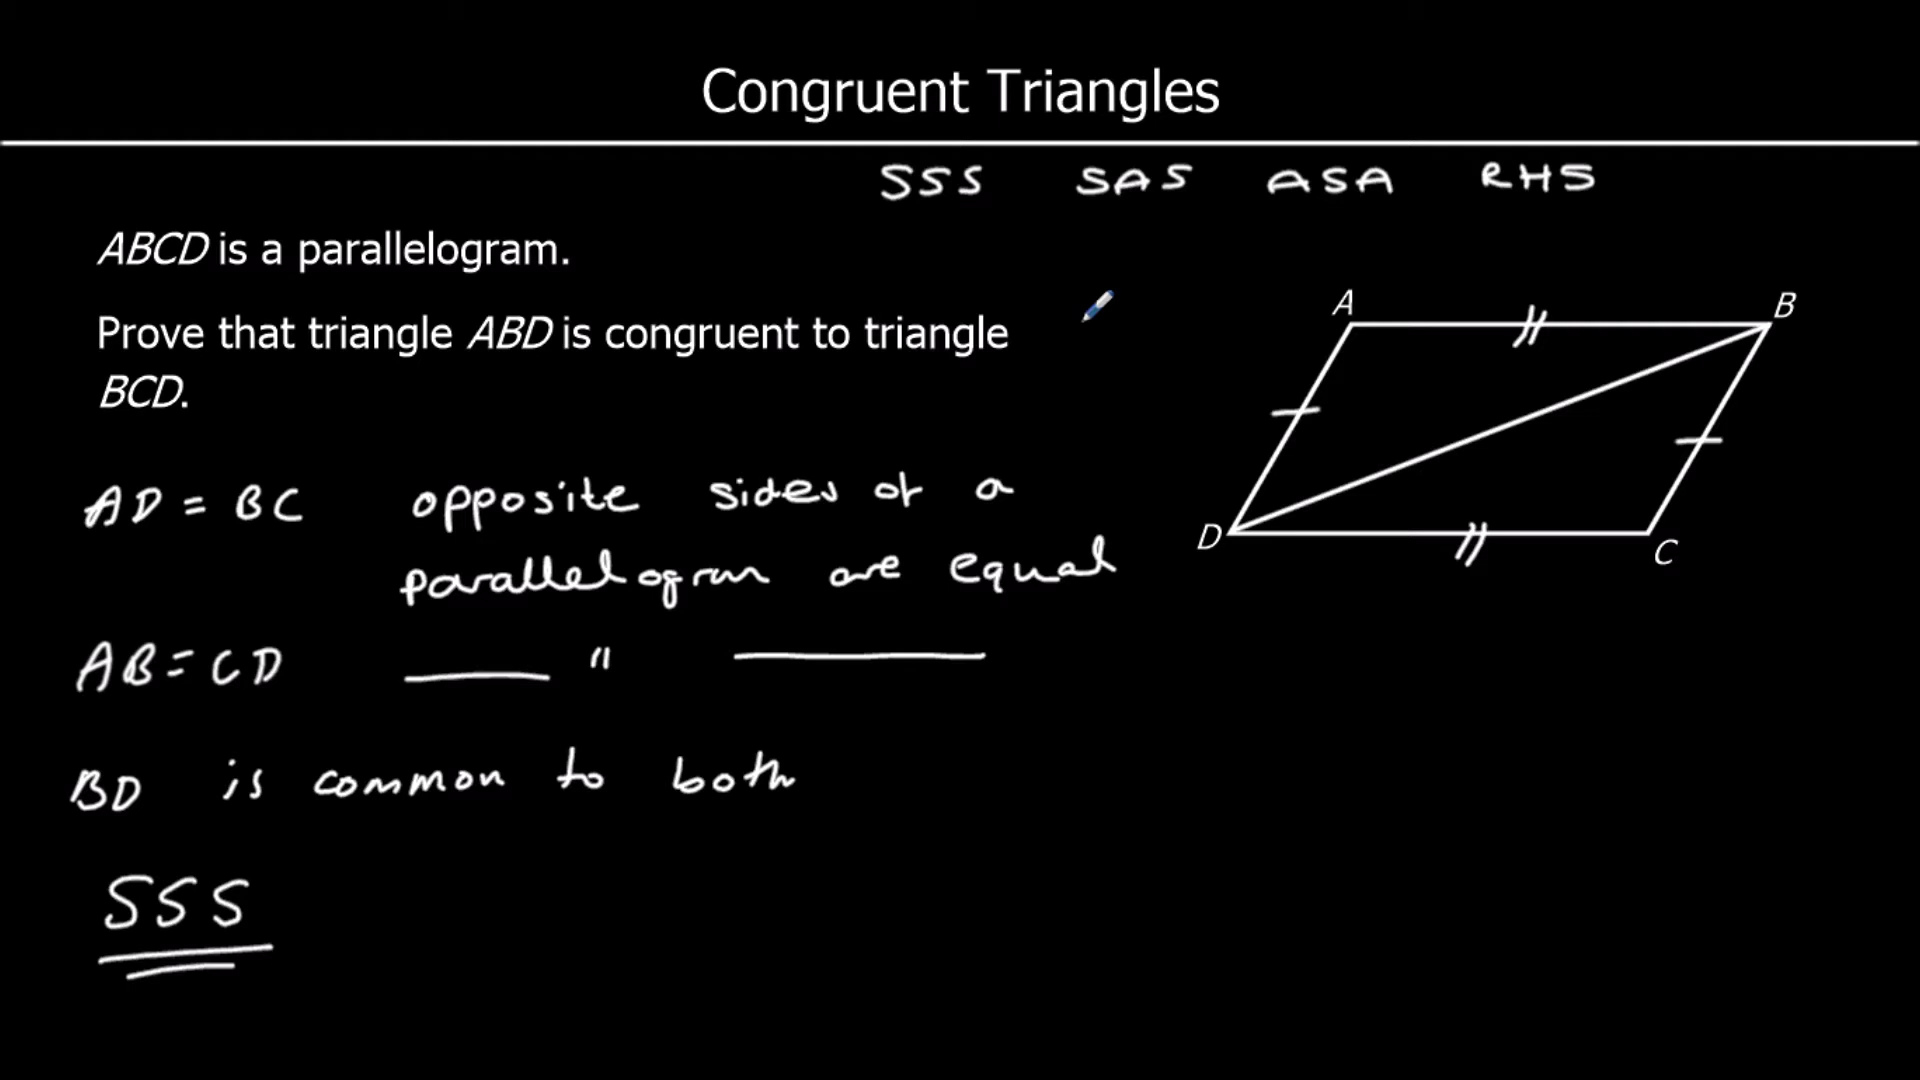 Congruent Triangles
SSS SAS ASA RHS
ABCD is a parallelogram.
Prove that triangle ABD is congruent to triangle
BCD.
A
B
D
C
AD = BC opposite sides of a
parallelogram are equal
AB = CD —— " ——
BD is common to both
SSS